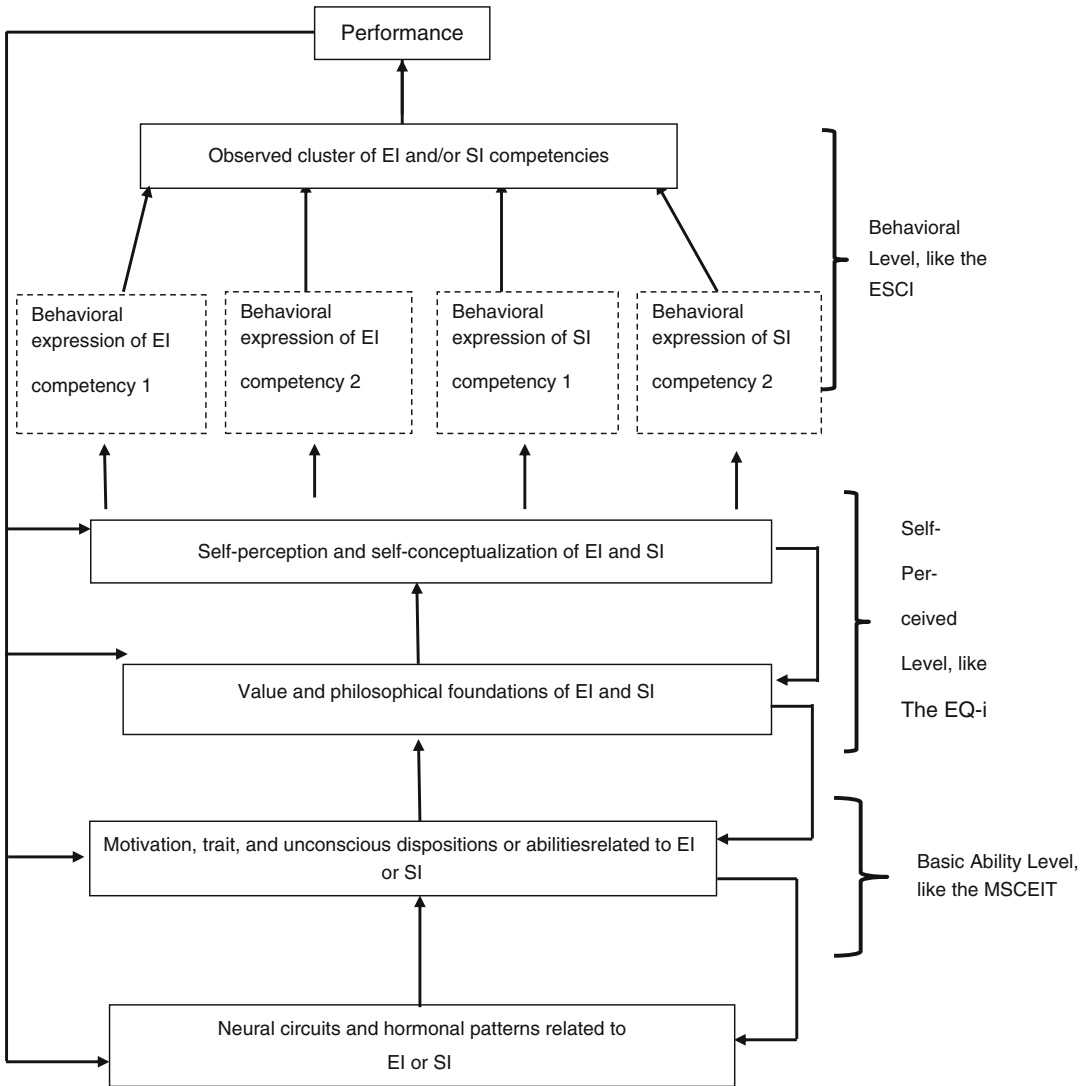 Performance
Observed cluster of EI and/or SI competencies
Behavioral
Level, like the
ESCI
Behavioral
expression of EI
competency 1
Behavioral
expression of EI
competency 2
Behavioral
expression of SI
competency 1
Behavioral
expression of SI
competency 2
Self-perception and self-conceptualization of EI and SI
Self-
Per-
ceived
Level, like
The EQ-i
Value and philosophical foundations of EI and SI
Motivation, trait, and unconscious dispositions or abilitiesrelated to EI
or SI
Basic Ability Level,
like the MSCEIT
Neural circuits and hormonal patterns related to
EI or SI